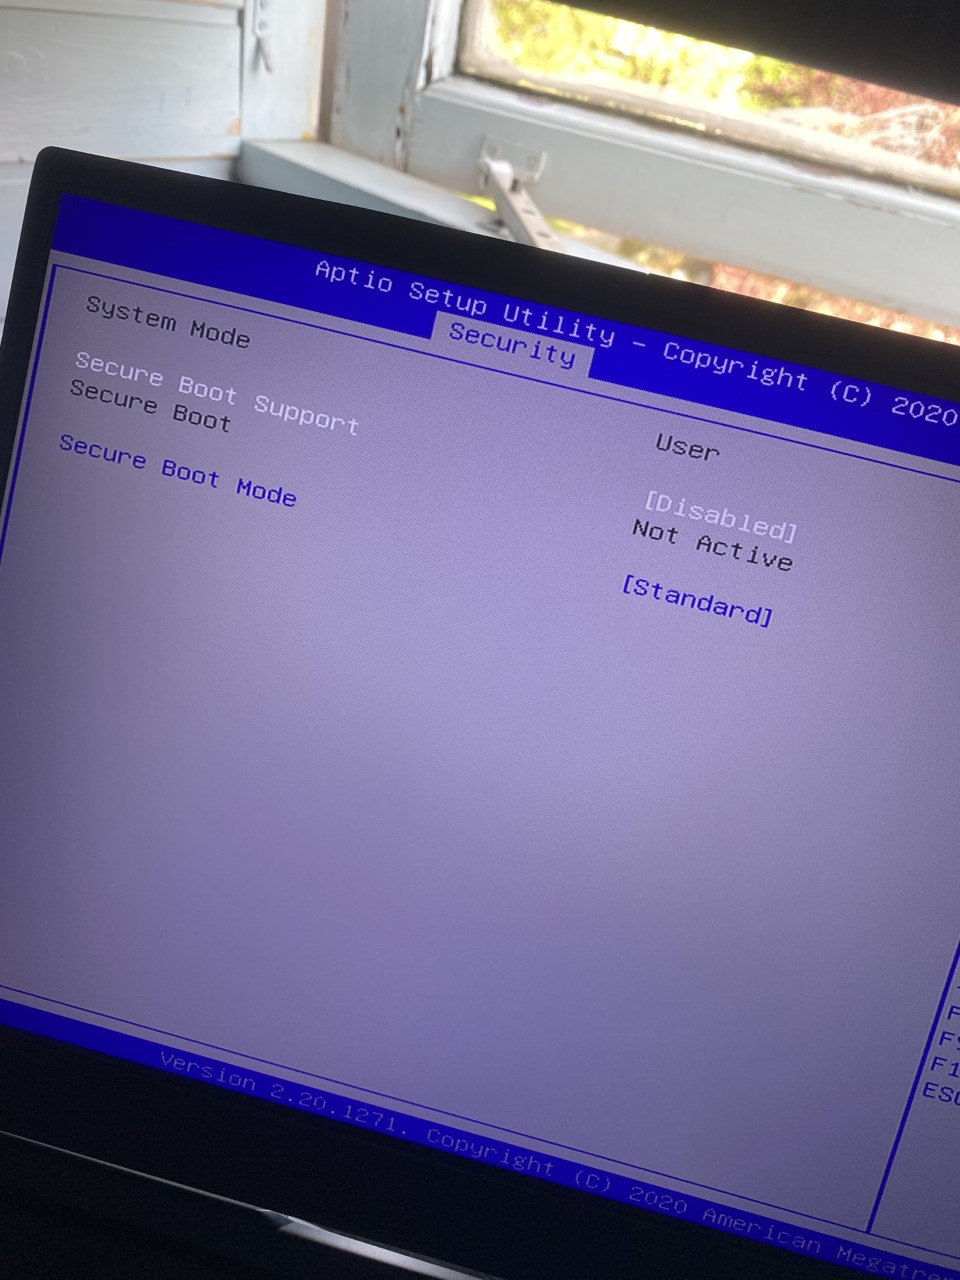 Aptio Setup Utility – Copyright (C) 2020
Security
System Mode User
Secure Boot Support [Disabled]
Secure Boot Not Active
Secure Boot Mode [Standard]
Version 2.20.1271. Copyright (C) 2020 American